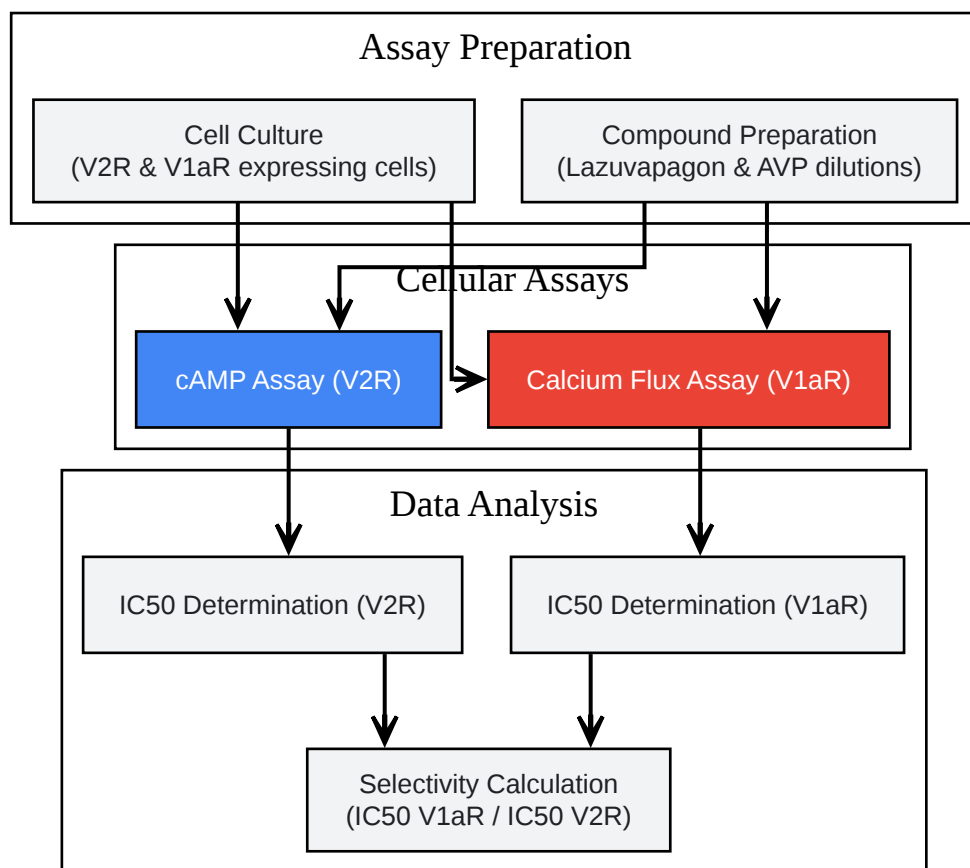 Assay Preparation
Cell Culture
(V2R & V1aR expressing cells)
Compound Preparation
(Lazuvapagon & AVP dilutions)
Cellular Assays
cAMP Assay (V2R)
Calcium Flux Assay (V1aR)
Data Analysis
IC50 Determination (V2R)
IC50 Determination (V1aR)
Selectivity Calculation
(IC50 V1aR / IC50 V2R)